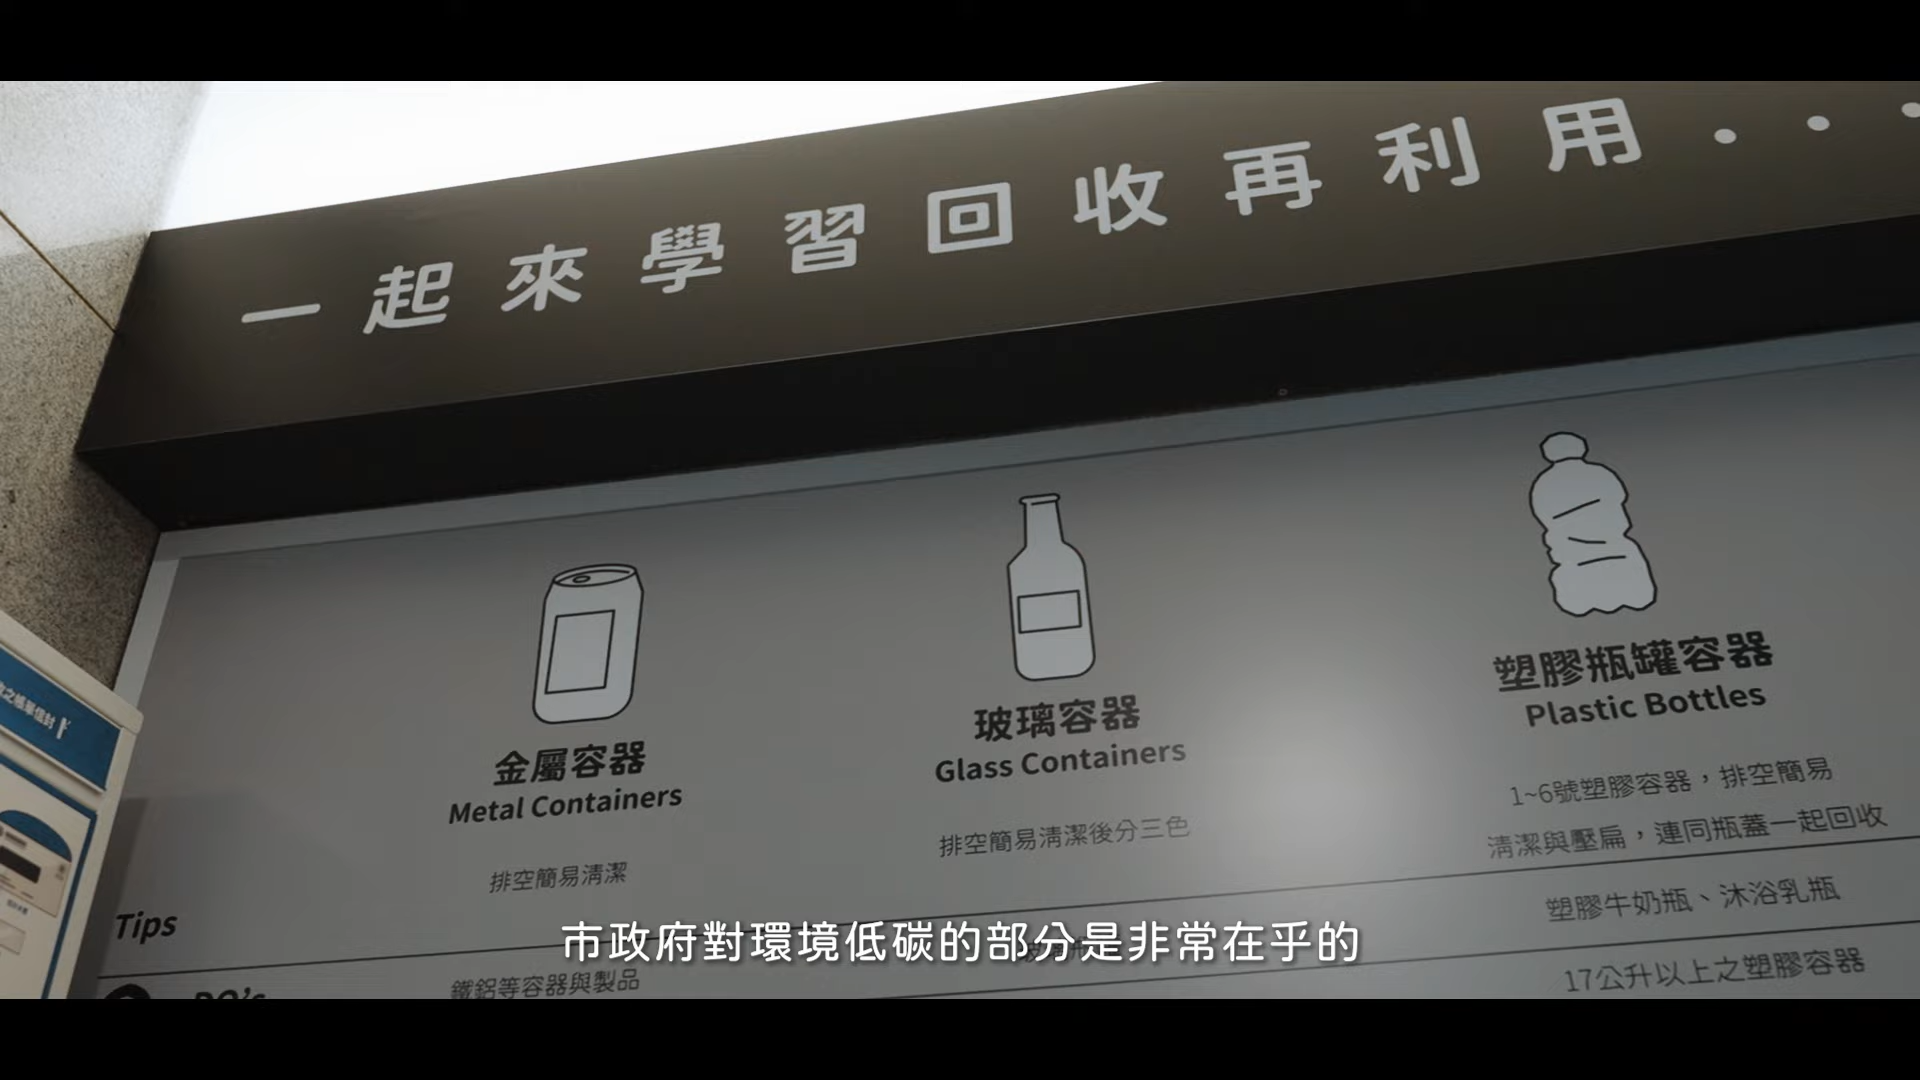 一起來學習回收再利用...
金屬容器
Metal Containers
排空簡易清潔
玻璃容器
Glass Containers
排空簡易清潔後分三色
塑膠瓶罐容器
Plastic Bottles
1~6號塑膠容器，排空簡易
清潔與壓扁，連同瓶蓋一起回收
Tips
塑膠牛奶瓶、沐浴乳瓶
DO's
鐵鋁等容器與製品
17公升以上之塑膠容器
市政府對環境低碳的部分是非常在乎的